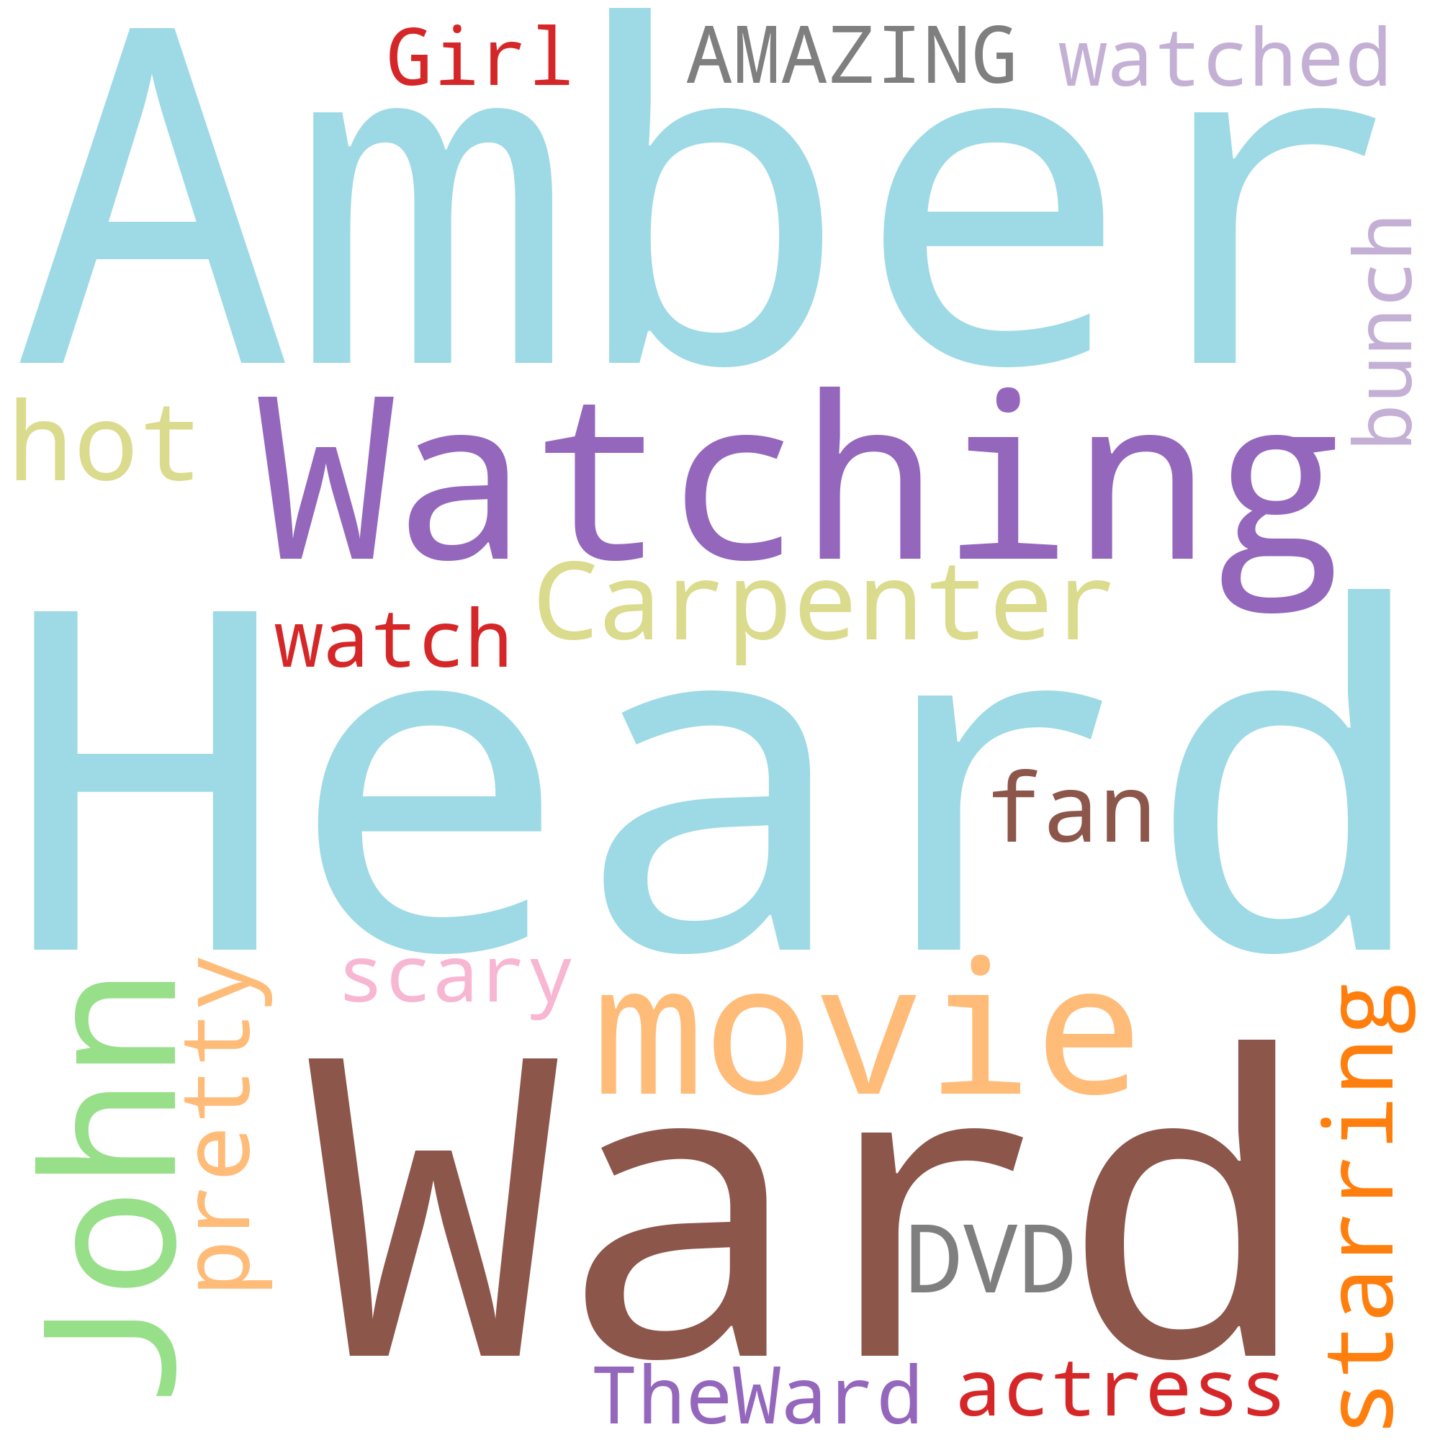 Girl
AMAZING
watched
Amber
bunch
hot
Watching
Carpenter
watch
Heard
fan
scary
movie
John
pretty
starring
Ward
DVD
TheWard
actress